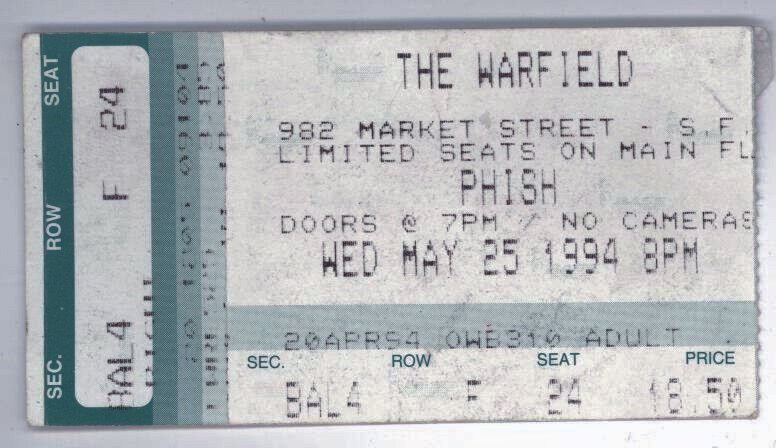 SEAT
24
ROW
F
SEC.
BAL4
THE WARFIELD
982 MARKET STREET - S.F.
LIMITED SEATS ON MAIN FL
PHISH
DOORS @ 7PM / NO CAMERAS
WED MAY 25 1994 8PM
20APR94 OWB310 ADULT
SEC. ROW SEAT PRICE
BAL4 F 24 18.50